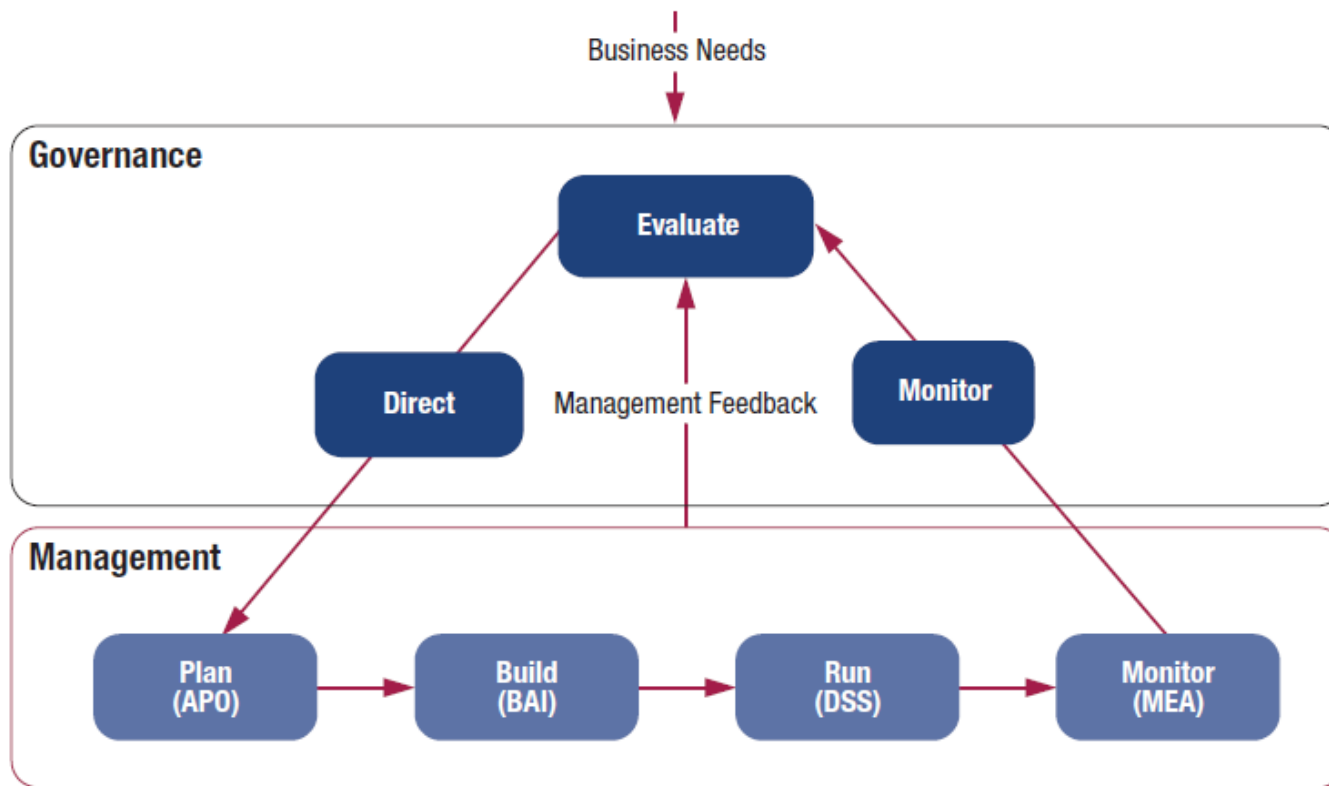 Business Needs
Governance
Evaluate
Direct
Management Feedback
Monitor
Management
Plan
(APO)
Build
(BAI)
Run
(DSS)
Monitor
(MEA)